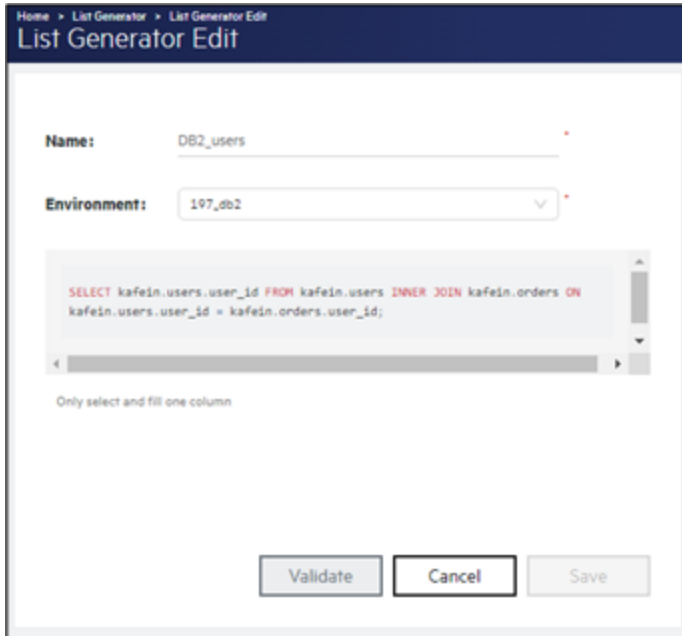 Home > List Generator > List Generator Edit
List Generator Edit
Name: DB2_users *
Environment: 197_db2 *
SELECT kafein.users.user_id FROM kafein.users INNER JOIN kafein.orders ON
kafein.users.user_id = kafein.orders.user_id;
Only select and fill one column
Validate Cancel Save